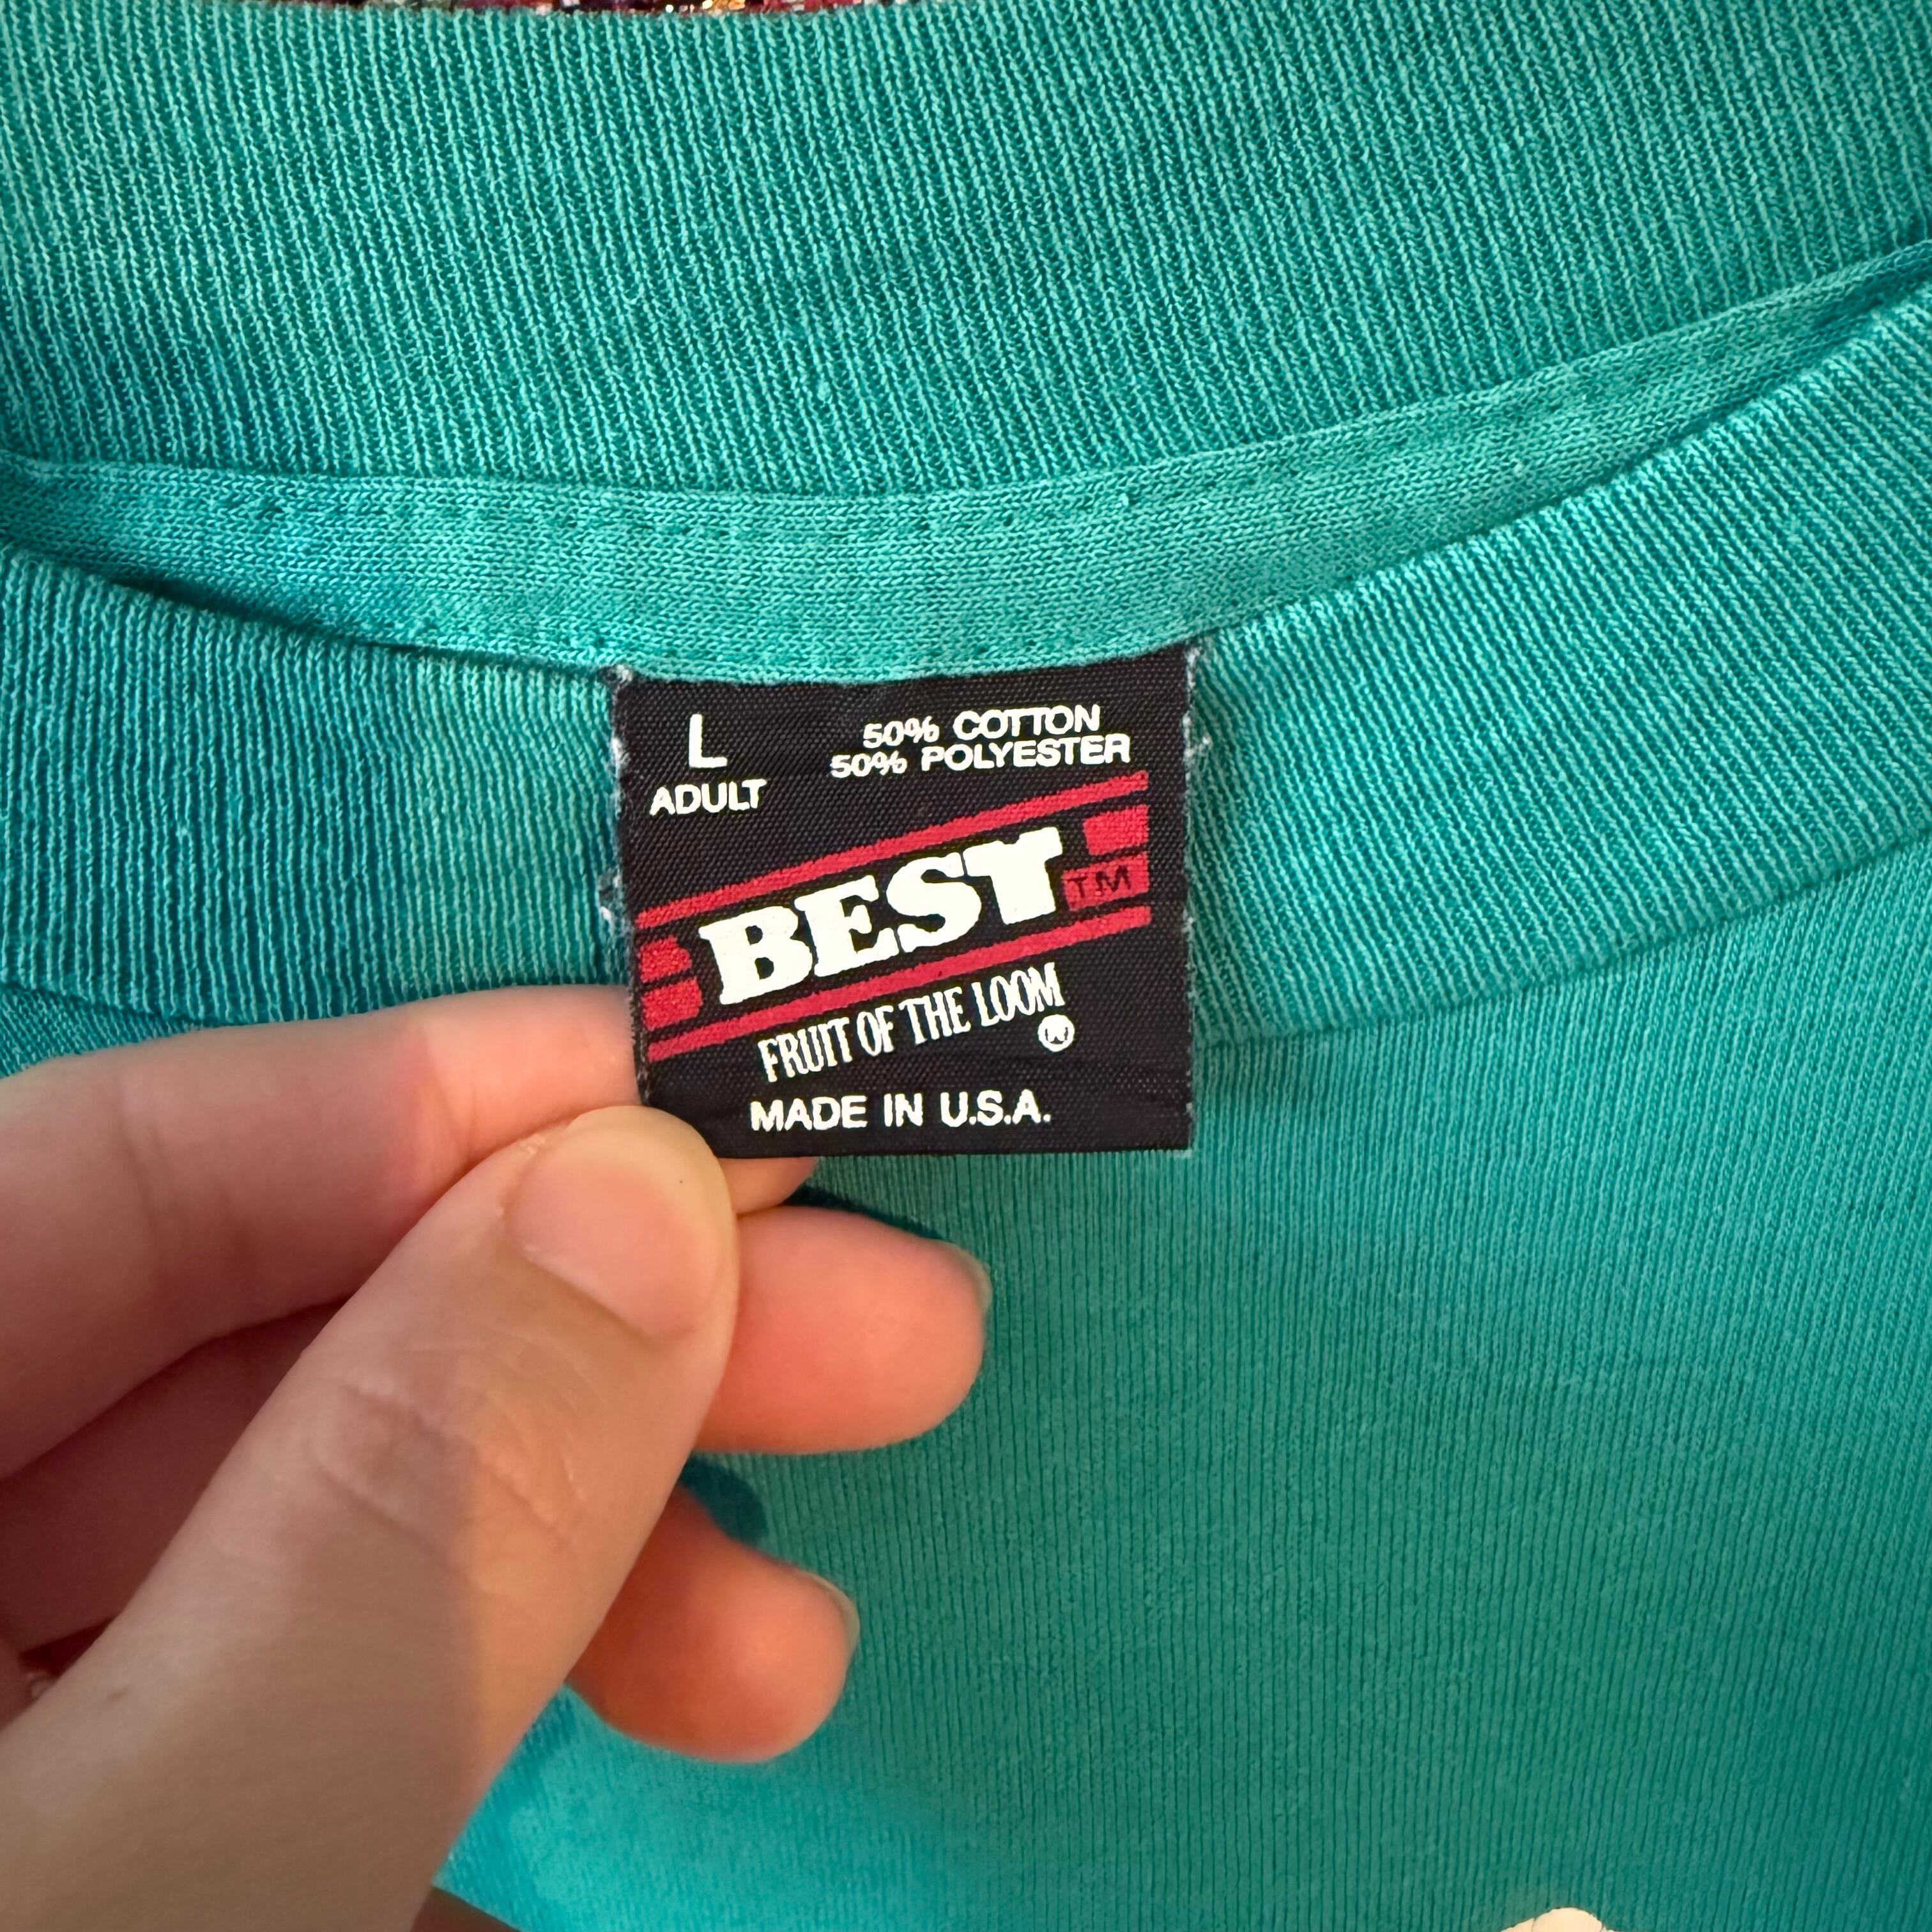 L
ADULT
50% COTTON
50% POLYESTER
BEST
TM
FRUIT OF THE LOOM
®
MADE IN U.S.A.